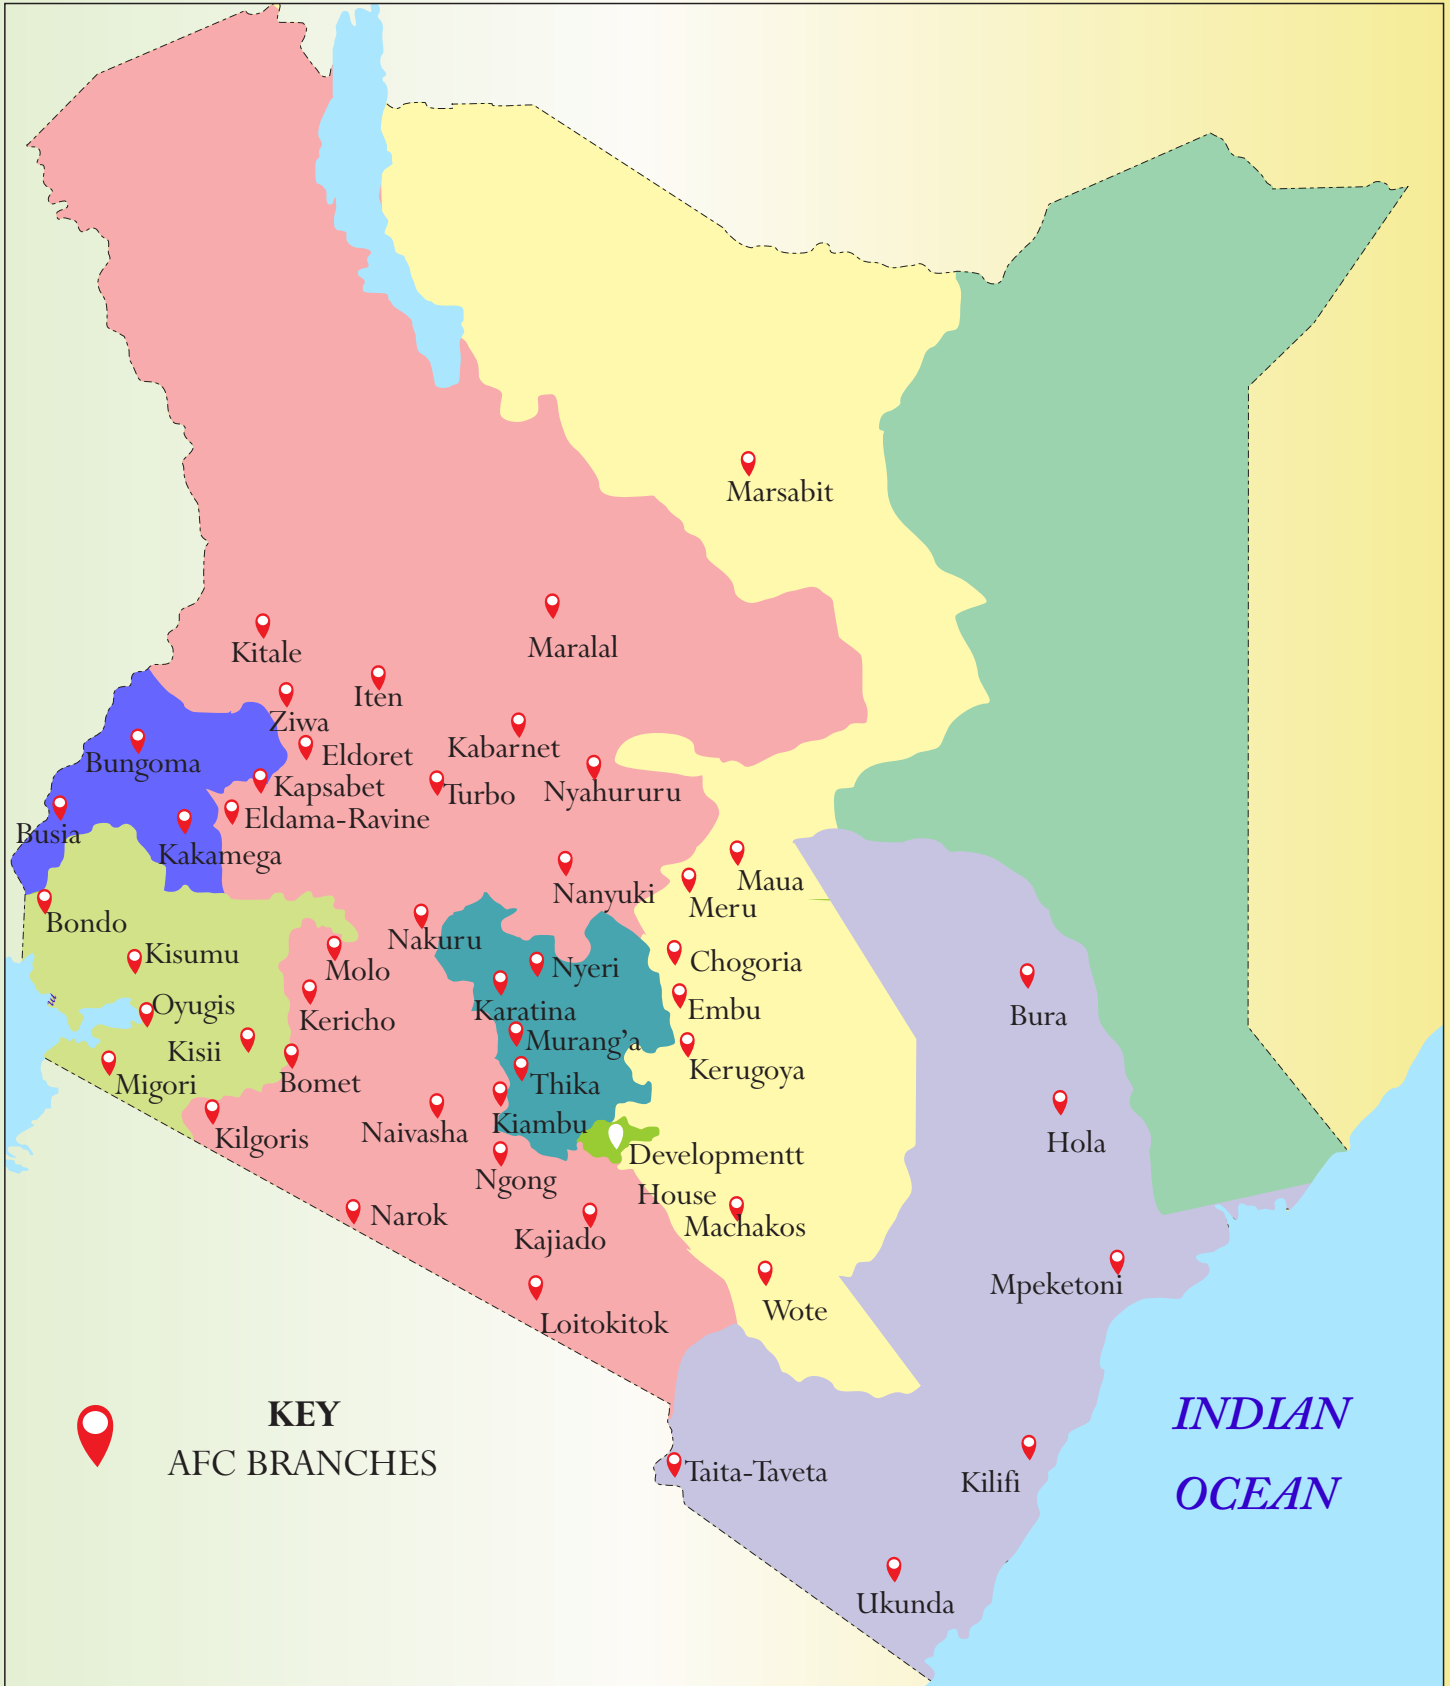 Marsabit
Maralal
Kitale
Iten
Ziwa
Kabarnet
Eldoret
Bungoma
Kapsabet
Turbo
Nyahururu
Eldama-Ravine
Busia
Kakamega
Maua
Nanyuki
Meru
Bondo
Nakuru
Kisumu
Molo
Nyeri
Chogoria
Oyugis
Karatina
Embu
Bura
Kericho
Murang’a
Kisii
Kerugoya
Migori
Bomet
Thika
Kiambu
Naivasha
Kilgoris
Hola
Developmentt
House
Ngong
Narok
Machakos
Kajiado
Mpeketoni
Wote
Loitokitok
KEY
AFC BRANCHES
INDIAN
OCEAN
Taita-Taveta
Kilifi
Ukunda